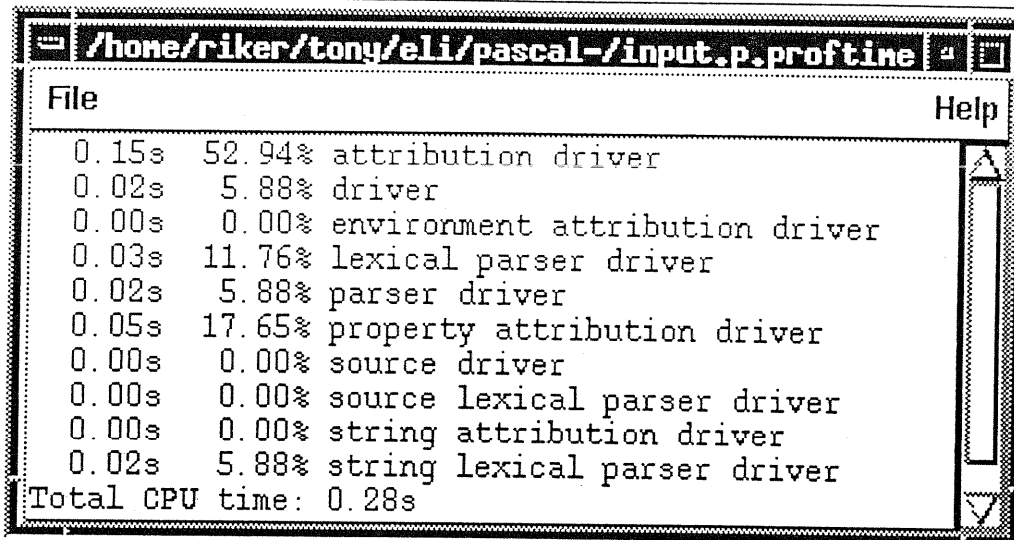 /home/riker/tony/eli/pascal-/input.p.proftime
File Help
0.15s 52.94% attribution driver
0.02s 5.88% driver
0.00s 0.00% environment attribution driver
0.03s 11.76% lexical parser driver
0.02s 5.88% parser driver
0.05s 17.65% property attribution driver
0.00s 0.00% source driver
0.00s 0.00% source lexical parser driver
0.00s 0.00% string attribution driver
0.02s 5.88% string lexical parser driver
Total CPU time: 0.28s